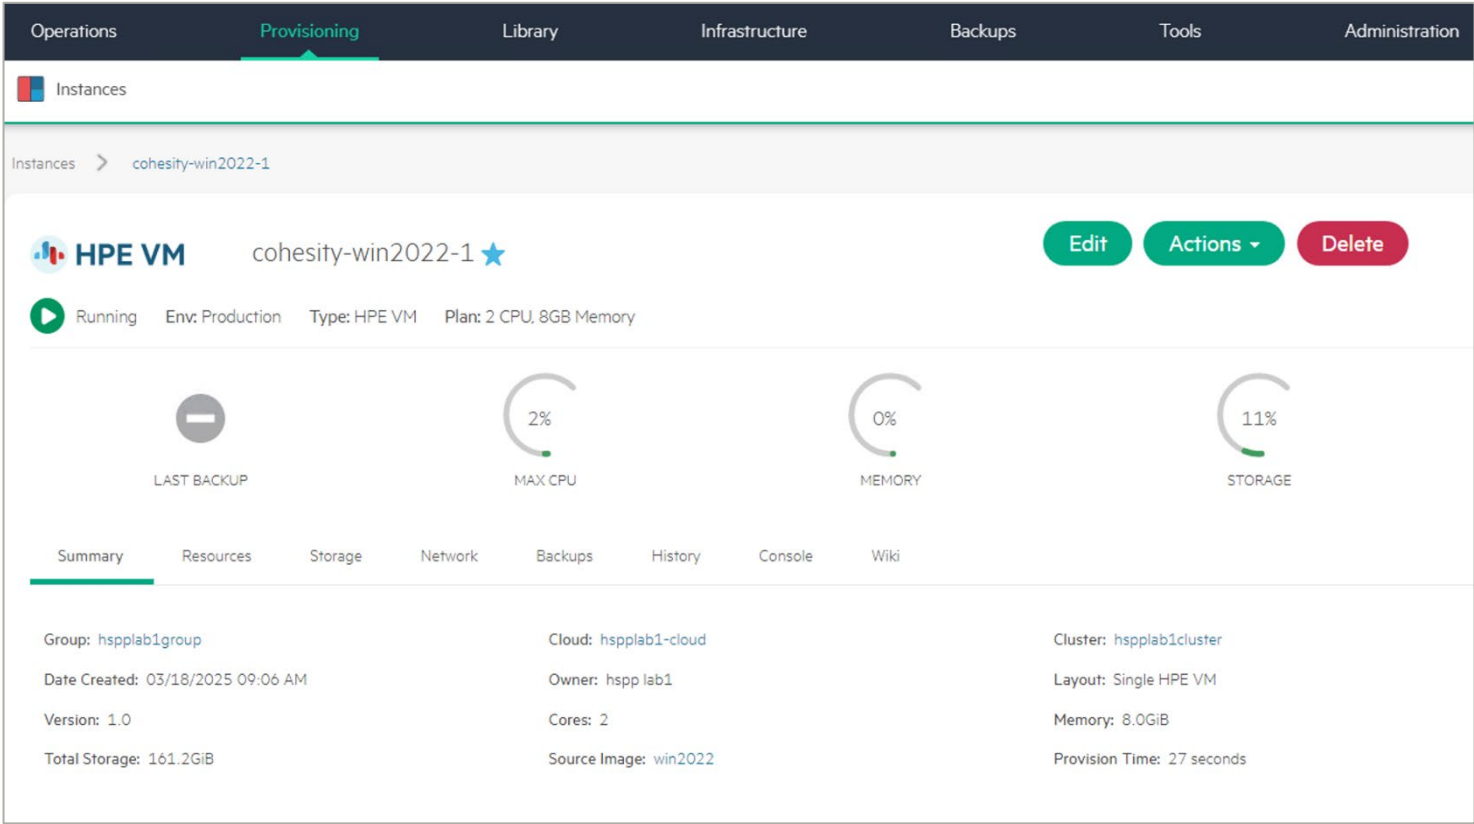 Operations Provisioning Library Infrastructure Backups Tools Administration
Instances
Instances > cohesity-win2022-1
HPE VM cohesity-win2022-1 Edit Actions Delete
Running Env: Production Type: HPE VM Plan: 2 CPU, 8GB Memory
2% 0% 11%
LAST BACKUP MAX CPU MEMORY STORAGE
Summary Resources Storage Network Backups History Console Wiki
Group: hspplab1group Cloud: hspplab1-cloud Cluster: hspplab1cluster
Date Created: 03/18/2025 09:06 AM Owner: hspp lab1 Layout: Single HPE VM
Version: 1.0 Cores: 2 Memory: 8.0GiB
Total Storage: 161.2GiB Source Image: win2022 Provision Time: 27 seconds